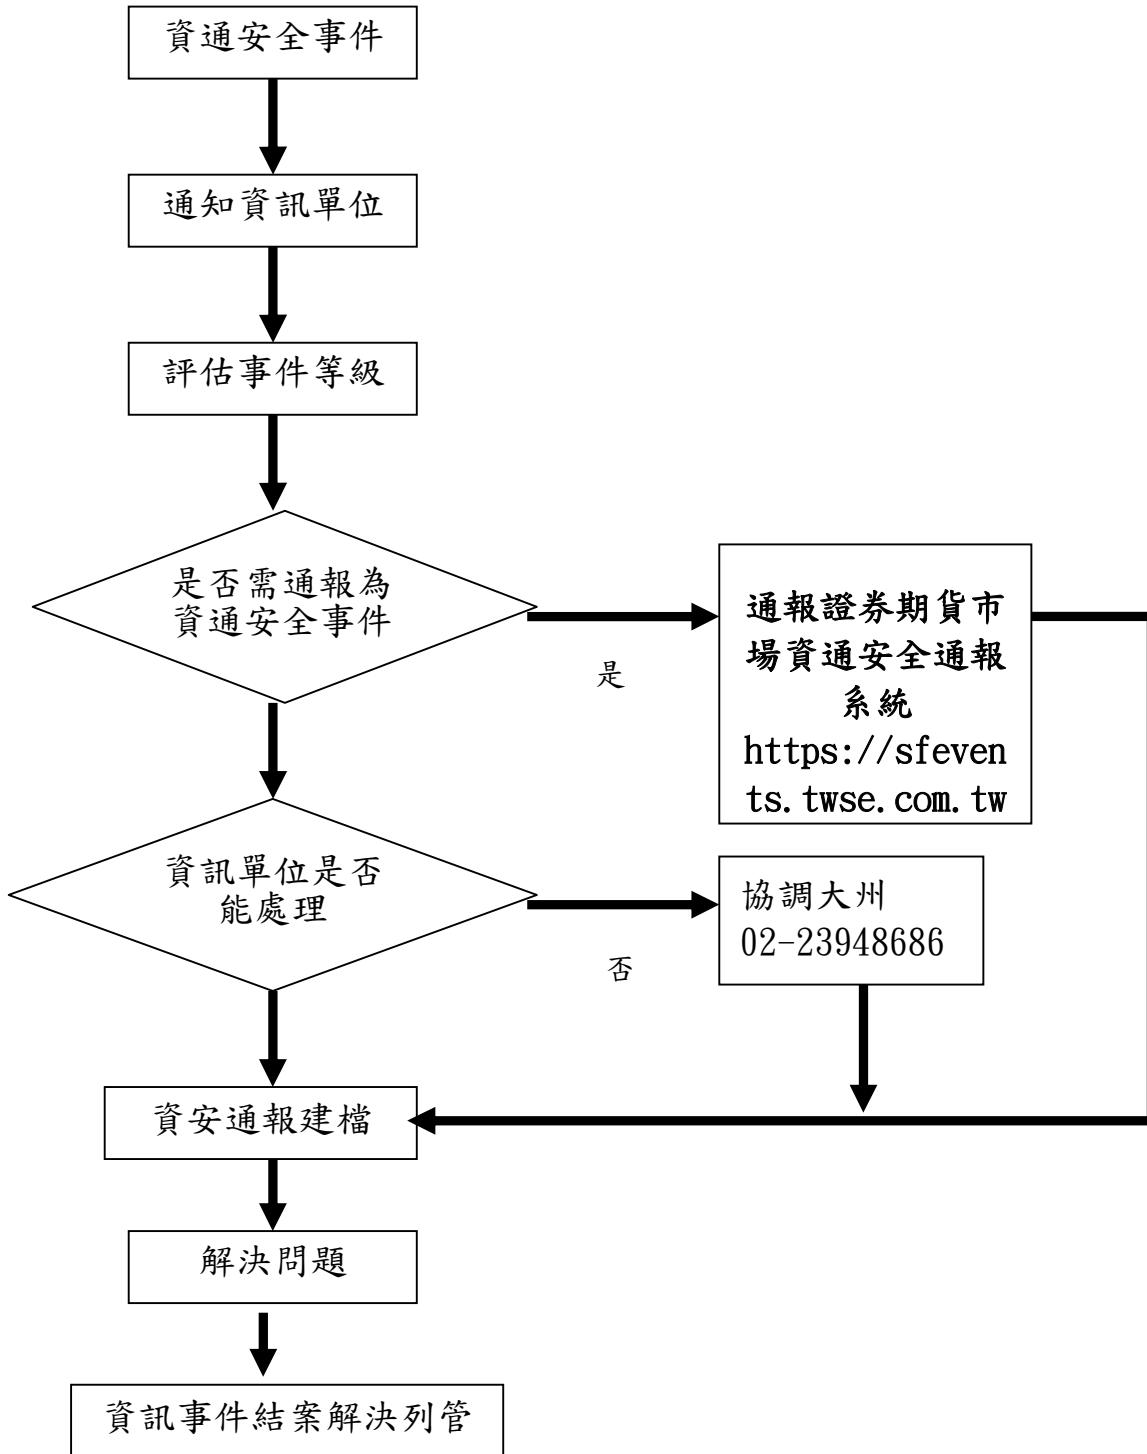 資通安全事件
通知資訊單位
評估事件等級
是否需通報為
資通安全事件
是
通報證券期貨市
場資通安全通報
系統
https://sfeven
ts.twse.com.tw
資訊單位是否
能處理
否
協調大州
02-23948686
資安通報建檔
解決問題
資訊事件結案解決列管